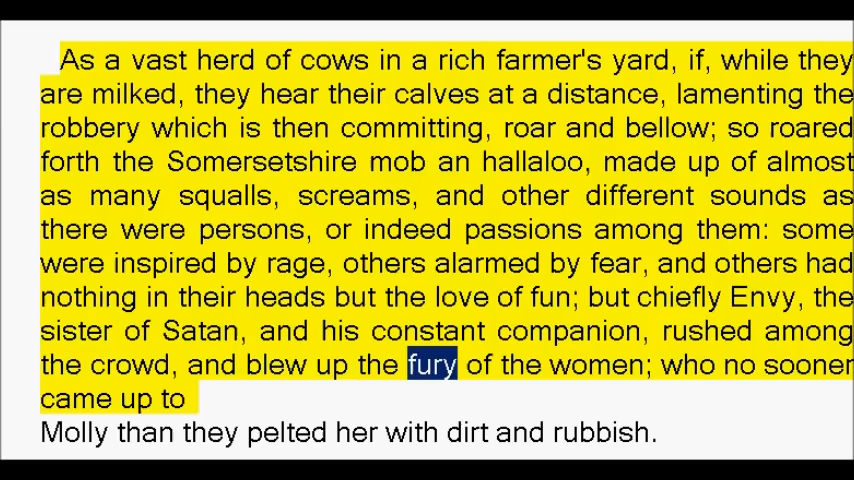 As a vast herd of cows in a rich farmer's yard, if, while they
are milked, they hear their calves at a distance, lamenting the
robbery which is then committing, roar and bellow; so roared
forth the Somersetshire mob an hallaloo, made up of almost
as many squalls, screams, and other different sounds as
there were persons, or indeed passions among them: some
were inspired by rage, others alarmed by fear, and others had
nothing in their heads but the love of fun; but chiefly Envy, the
sister of Satan, and his constant companion, rushed among
the crowd, and blew up the fury of the women; who no sooner
came up to
Molly than they pelted her with dirt and rubbish.